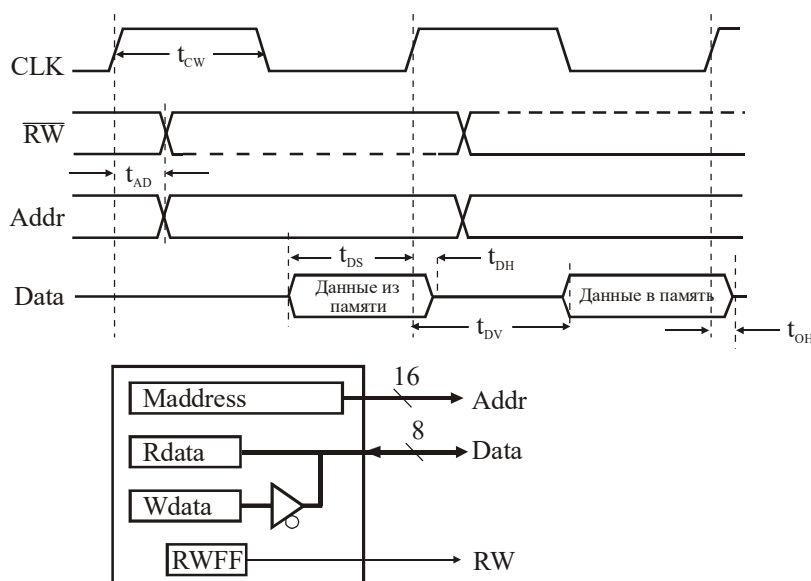 CLK
t_CW
RW
t_AD
Addr
t_DS
t_DH
Data
Данные из
памяти
Данные в память
t_DV
t_OH
Maddress
16
Addr
Rdata
8
Data
Wdata
RWFF
RW